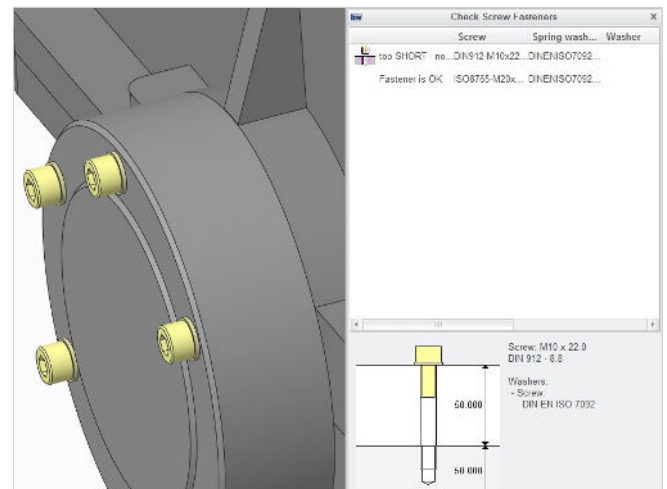 Check Screw Fasteners x
Screw Spring wash... Washer
too SHORT - no... DIN912-M10x22... DINENISO7092...
Fastener is OK ISO8765-M20x... DINENISO7092...
Screw: M10 x 22.0
DIN 912 - 8.8
Washers:
- Screw:
DIN EN ISO 7092
50.000
50.000